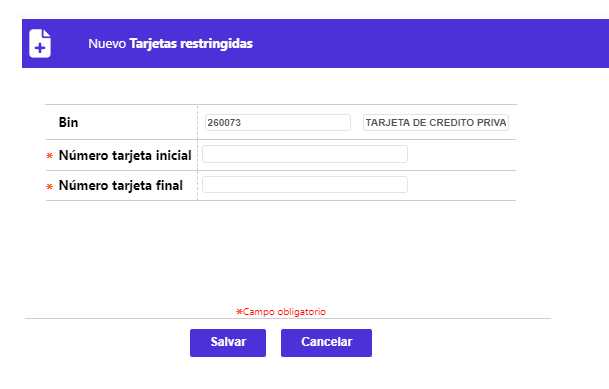 Nuevo Tarjetas restringidas
Bin 260073 TARJETA DE CREDITO PRIVA
* Número tarjeta inicial
* Número tarjeta final
*Campo obligatorio
Salvar Cancelar